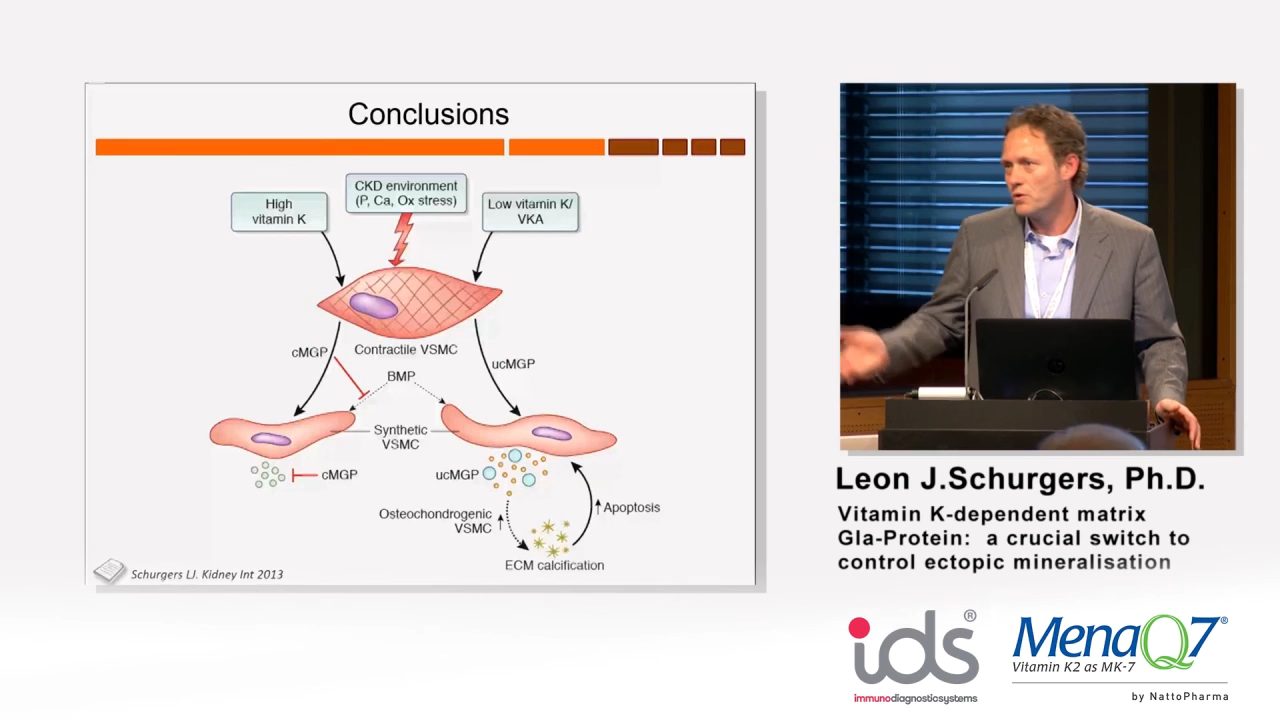 Conclusions
High
vitamin K
CKD environment
(P, Ca, Ox stress)
Low vitamin K/
VKA
cMGP
Contractile VSMC
ucMGP
BMP
Synthetic
VSMC
cMGP
ucMGP
Osteochondrogenic
VSMC
Apoptosis
ECM calcification
Schurgers LJ. Kidney Int 2013
Leon J.Schurgers, Ph.D.
Vitamin K-dependent matrix
Gla-Protein: a crucial switch to
control ectopic mineralisation
ids®
immunodiagnosticsystems
MenaQ7®
Vitamin K2 as MK-7
by NattoPharma